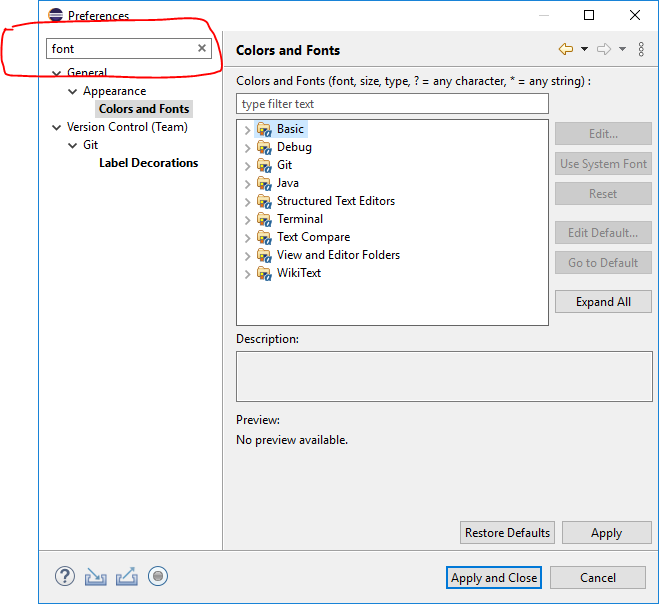 Preferences
font
General
Appearance
Colors and Fonts
Version Control (Team)
Git
Label Decorations
Colors and Fonts
Colors and Fonts (font, size, type, ? = any character, * = any string) :
type filter text
Basic
Debug
Git
Java
Structured Text Editors
Terminal
Text Compare
View and Editor Folders
WikiText
Edit...
Use System Font
Reset
Edit Default...
Go to Default
Expand All
Description:
Preview:
No preview available.
Restore Defaults
Apply
Apply and Close
Cancel